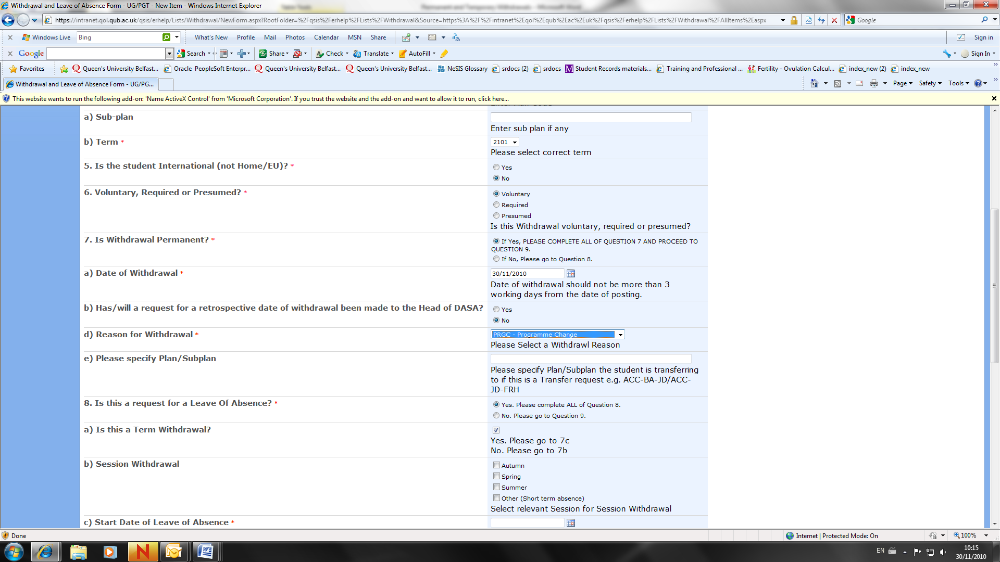 Withdrawal and Leave of Absence Form - UG/PGT - New Item - Windows Internet Explorer
https://intranet.qol.qub.ac.uk/qsis/erhelp/Lists/Withdrawal/NewForm.aspx?RootFolder=%2Fqsis%2Ferhelp%2FLists%2FWithdrawal&Source=https%3A%2F%2Fintranet%2Eqol%2Equb%2Eac%2Euk%2Fqsis%2Ferhelp%2FLists%2FWithdrawal%2FAllItems%2Easpx Google
x Windows Live Bing What's New Profile Mail Photos Calendar MSN Share Sign in
x Google Search Share Check Translate AutoFill Sign In
Favorites Queen's University Belfast... Oracle PeopleSoft Enterpr... Queen's University Belfast... Queen's University Belfast... NeSIS Glossary srdocs (2) srdocs Student Records materials... Training and Professional ... Fertility - Ovulation Calcul... index_new (2) index_new
Withdrawal and Leave of Absence Form - UG/PG... Page Safety Tools
This website wants to run the following add-on: 'Name ActiveX Control' from 'Microsoft Corporation'. If you trust the website and the add-on and want to allow it to run, click here...
a) Sub-plan
Enter sub plan if any
b) Term * 2101
Please select correct term
5. Is the student International (not Home/EU)? * Yes
No
6. Voluntary, Required or Presumed? * Voluntary
Required
Presumed
Is this Withdrawal voluntary, required or presumed?
7. Is Withdrawal Permanent? * If Yes, PLEASE COMPLETE ALL OF QUESTION 7 AND PROCEED TO
QUESTION 9.
If No, Please go to Question 8.
a) Date of Withdrawal * 30/11/2010
Date of withdrawal should not be more than 3
working days from the date of posting.
b) Has/will a request for a retrospective date of withdrawal been made to the Head of DASA? Yes
No
d) Reason for Withdrawal * PRGC - Programme Change
Please Select a Withdrawl Reason
e) Please specify Plan/Subplan
Please specify Plan/Subplan the student is transferring
to if this is a Transfer request e.g. ACC-BA-JD/ACC-
JD-FRH
8. Is this a request for a Leave Of Absence? * Yes. Please complete ALL of Question 8.
No. Please go to Question 9.
a) Is this a Term Withdrawal?
Yes. Please go to 7c
No. Please go to 7b
b) Session Withdrawal Autumn
Spring
Summer
Other (Short term absence)
Select relevant Session for Session Withdrawal
c) Start Date of Leave of Absence *
Done Internet | Protected Mode: On 100%
EN 10:15
30/11/2010